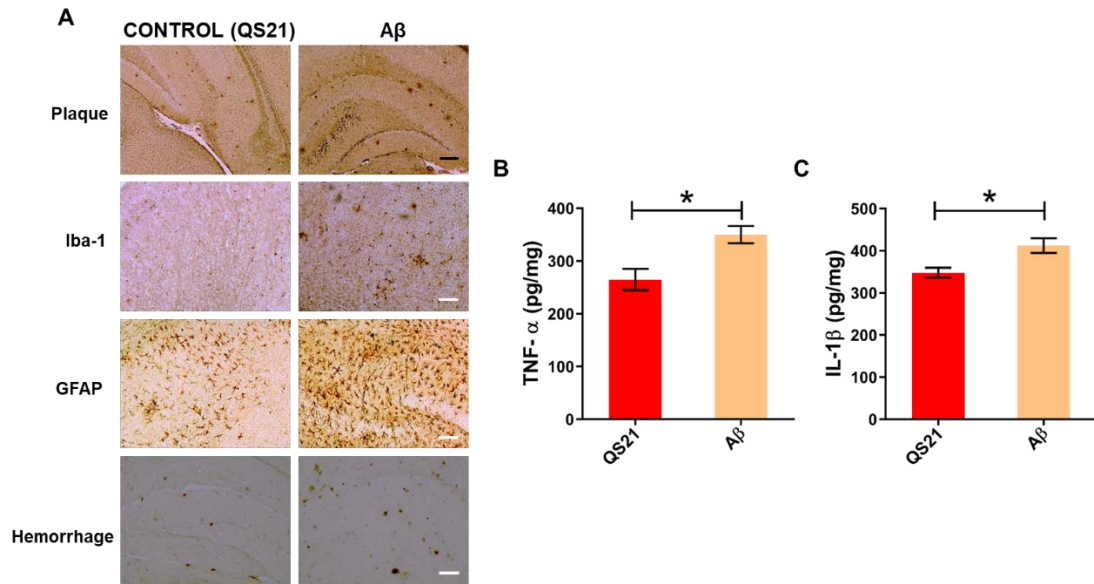 A
CONTROL (QS21)
Aβ
Plaque
Iba-1
GFAP
Hemorrhage
B
*
TNF- α (pg/mg)
400
300
200
100
0
QS21
Aβ
C
*
IL-1β (pg/mg)
500
400
300
200
100
0
QS21
Aβ